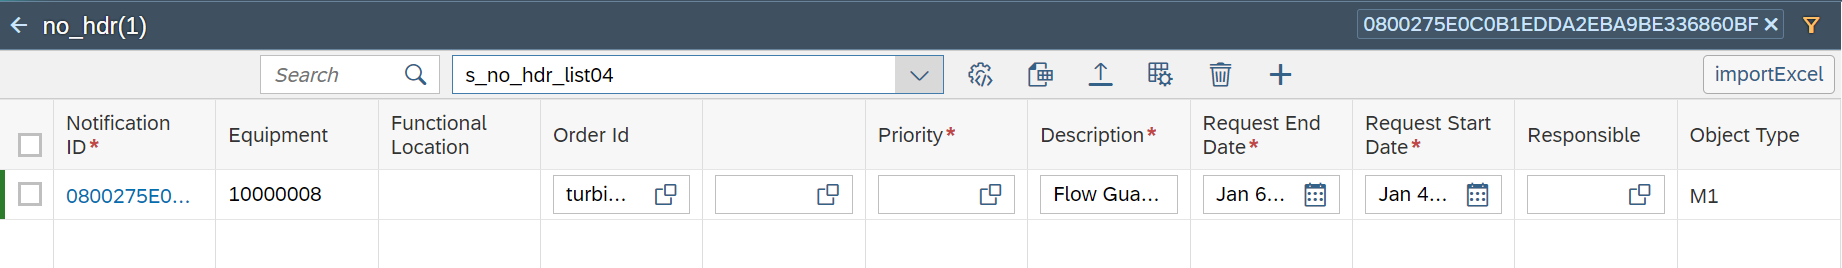 no_hdr(1)
0800275E0C0B1EDDA2EBA9BE336860BF
Search
s_no_hdr_list04
importExcel
Notification
ID*
Equipment
Functional
Location
Order Id
Priority*
Description*
Request End
Date*
Request Start
Date*
Responsible
Object Type
0800275E0...
10000008
turbi...
Flow Gua...
Jan 6...
Jan 4...
M1